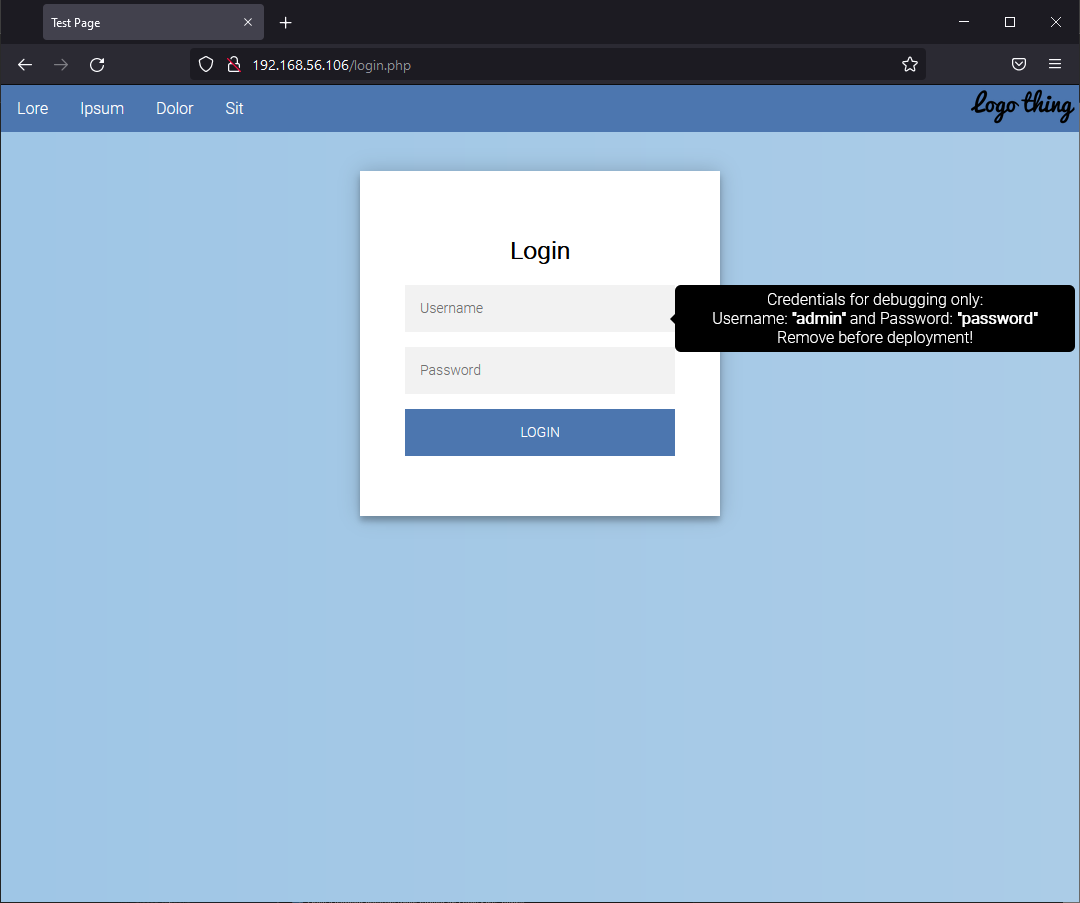 Test Page
192.168.56.106/login.php
Lore Ipsum Dolor Sit
Logo thing
Login
Username
Credentials for debugging only:
Username: "admin" and Password: "password"
Remove before deployment!
Password
LOGIN